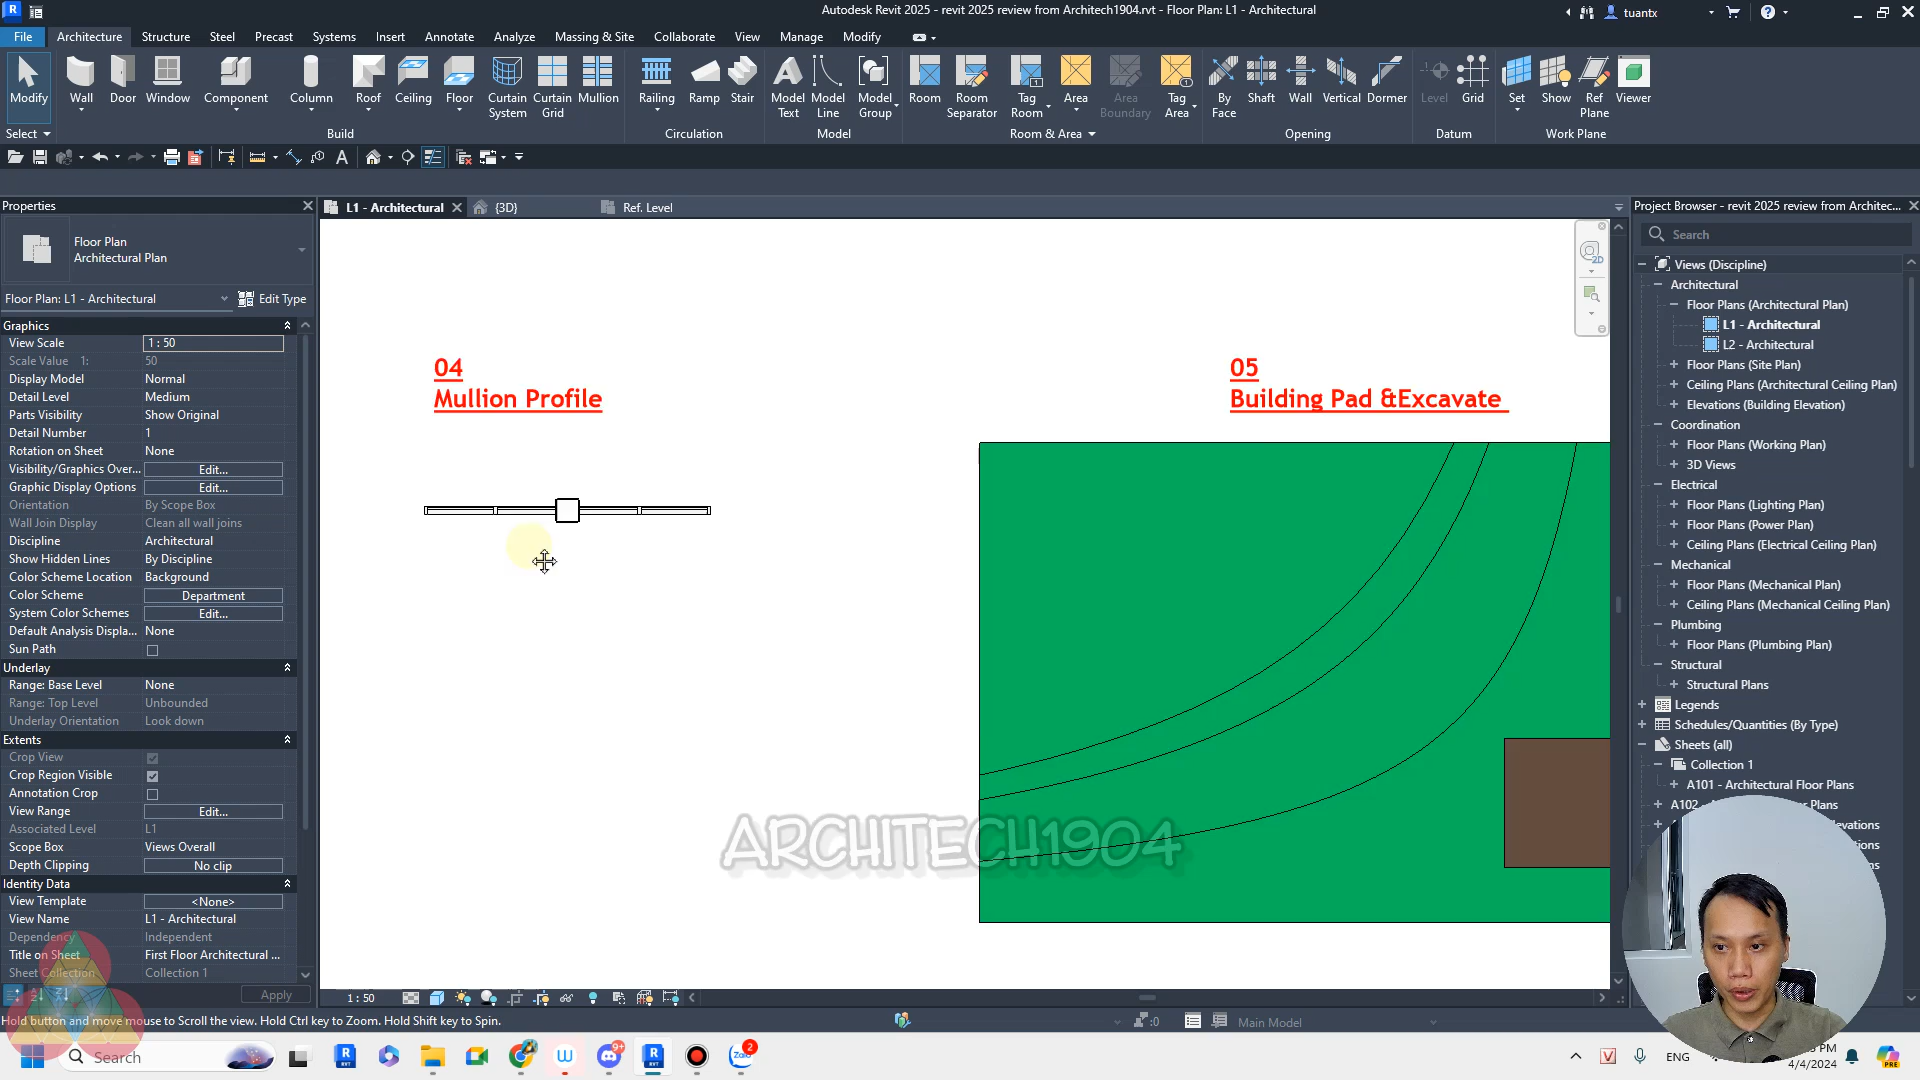 Autodesk Revit 2025 - revit 2025 review from Architech1904.rvt - Floor Plan: L1 - Architectural
tuantx
File
Architecture
Structure
Steel
Precast
Systems
Insert
Annotate
Analyze
Massing & Site
Collaborate
View
Manage
Modify
Modify
Wall
Door
Window
Component
Column
Roof
Ceiling
Floor
Curtain System
Curtain Grid
Mullion
Railing
Ramp
Stair
Model Text
Model Line
Model Group
Room
Room Separator
Tag Room
Area
Area Boundary
Tag Area
By Face
Shaft
Wall
Vertical
Dormer
Level
Grid
Set
Show
Ref Plane
Viewer
Select
Build
Circulation
Model
Room & Area
Opening
Datum
Work Plane
Properties
Floor Plan
Architectural Plan
Floor Plan: L1 - Architectural
Edit Type
Graphics
View Scale 1 : 50
Scale Value 1: 50
Display Model Normal
Detail Level Medium
Parts Visibility Show Original
Detail Number 1
Rotation on Sheet None
Visibility/Graphics Over... Edit...
Graphic Display Options Edit...
Orientation By Scope Box
Wall Join Display Clean all wall joins
Discipline Architectural
Show Hidden Lines By Discipline
Color Scheme Location Background
Color Scheme Department
System Color Schemes Edit...
Default Analysis Displa... None
Sun Path
Underlay
Range: Base Level None
Range: Top Level Unbounded
Underlay Orientation Look down
Extents
Crop View
Crop Region Visible
Annotation Crop
View Range Edit...
Associated Level L1
Scope Box Views Overall
Depth Clipping No clip
Identity Data
View Template <None>
View Name L1 - Architectural
Dependency Independent
Title on Sheet First Floor Architectural ...
Sheet Collection Collection 1
Apply
L1 - Architectural
{3D}
Ref. Level
2D
04
Mullion Profile
05
Building Pad &Excavate
ARCHITECH1904
Project Browser - revit 2025 review from Architec...
Search
Views (Discipline)
Architectural
Floor Plans (Architectural Plan)
L1 - Architectural
L2 - Architectural
Floor Plans (Site Plan)
Ceiling Plans (Architectural Ceiling Plan)
Elevations (Building Elevation)
Coordination
Floor Plans (Working Plan)
3D Views
Electrical
Floor Plans (Lighting Plan)
Floor Plans (Power Plan)
Ceiling Plans (Electrical Ceiling Plan)
Mechanical
Floor Plans (Mechanical Plan)
Ceiling Plans (Mechanical Ceiling Plan)
Plumbing
Floor Plans (Plumbing Plan)
Structural
Structural Plans
Legends
Schedules/Quantities (By Type)
Sheets (all)
Collection 1
A101 - Architectural Floor Plans
A102 Plans
1 : 50
Hold button and move mouse to Scroll the view. Hold Ctrl key to Zoom. Hold Shift key to Spin.
:0
Main Model
Search
ENG
PM
4/4/2024